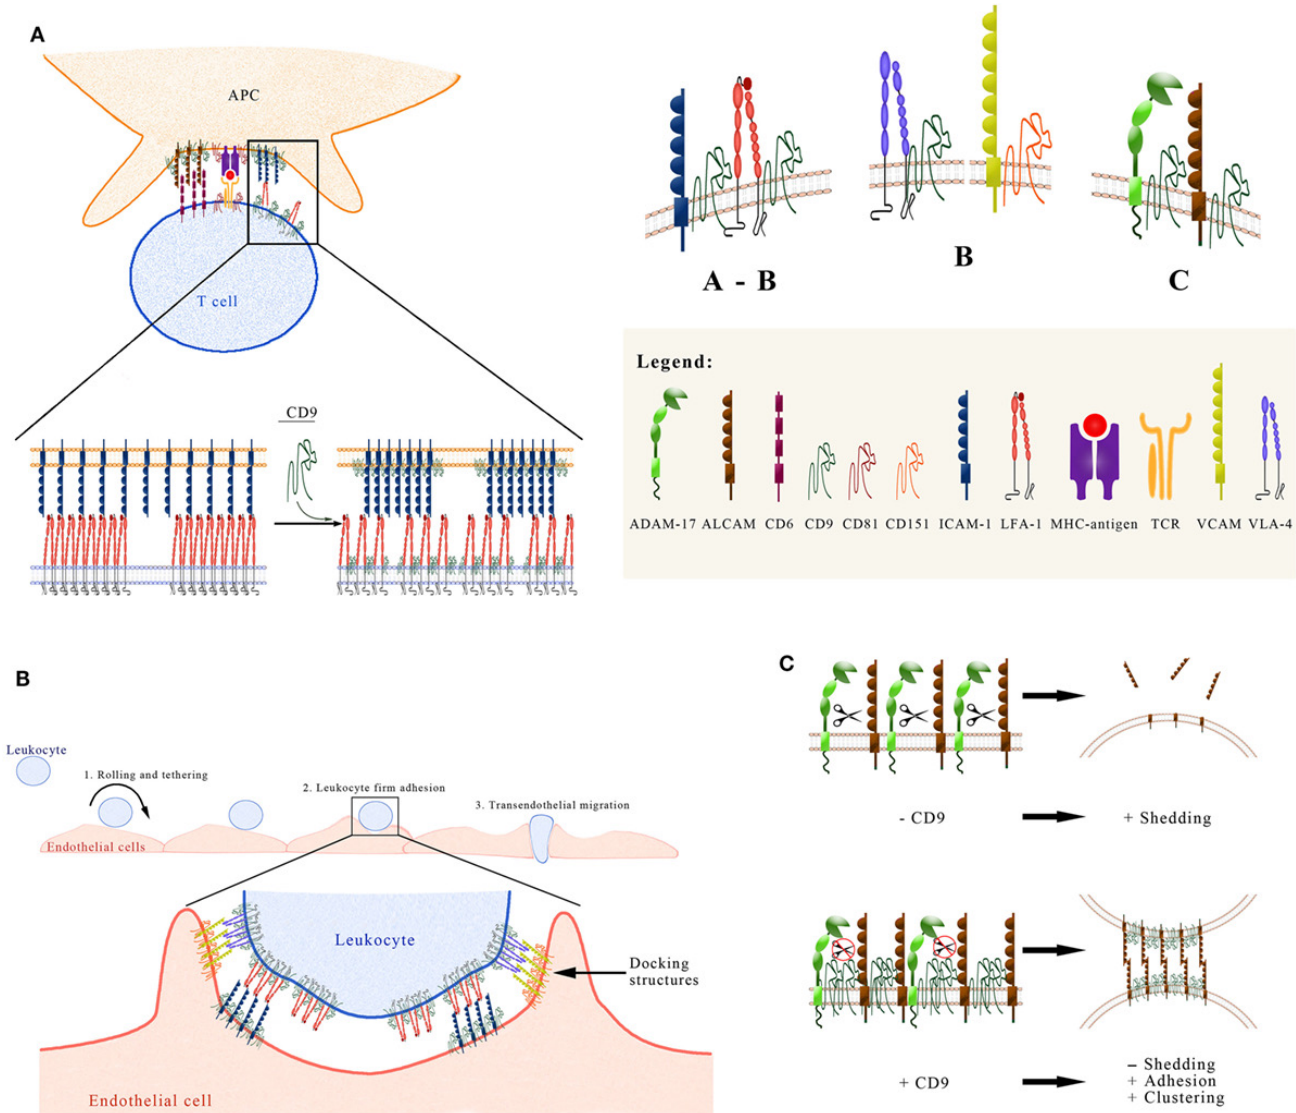 A
APC
T cell
CD9
A - B
B
C
Legend:
ADAM-17 ALCAM CD6 CD9 CD81 CD151 ICAM-1 LFA-1 MHC-antigen TCR VCAM VLA-4
B
Leukocyte
1. Rolling and tethering
2. Leukocyte firm adhesion
3. Transendothelial migration
Endothelial cells
Leukocyte
Docking
structures
Endothelial cell
C
- CD9
+ Shedding
+ CD9
– Shedding
+ Adhesion
+ Clustering